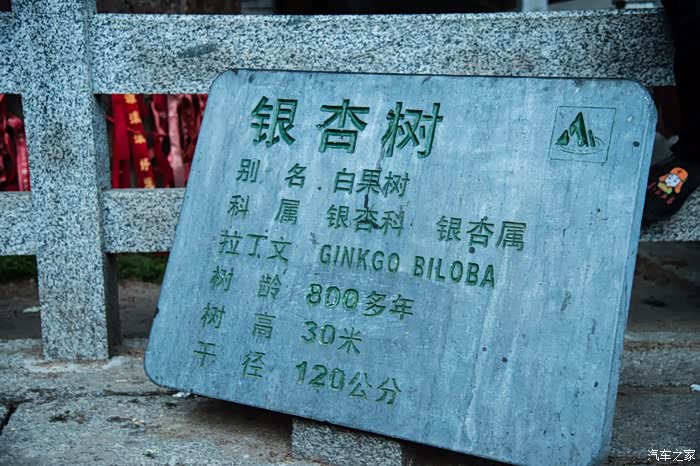 银杏树
别名 白果树
科属 银杏科 银杏属
拉丁文 GINKGO BILOBA
树龄 800多年
树高 30米
干径 120公分
汽车之家